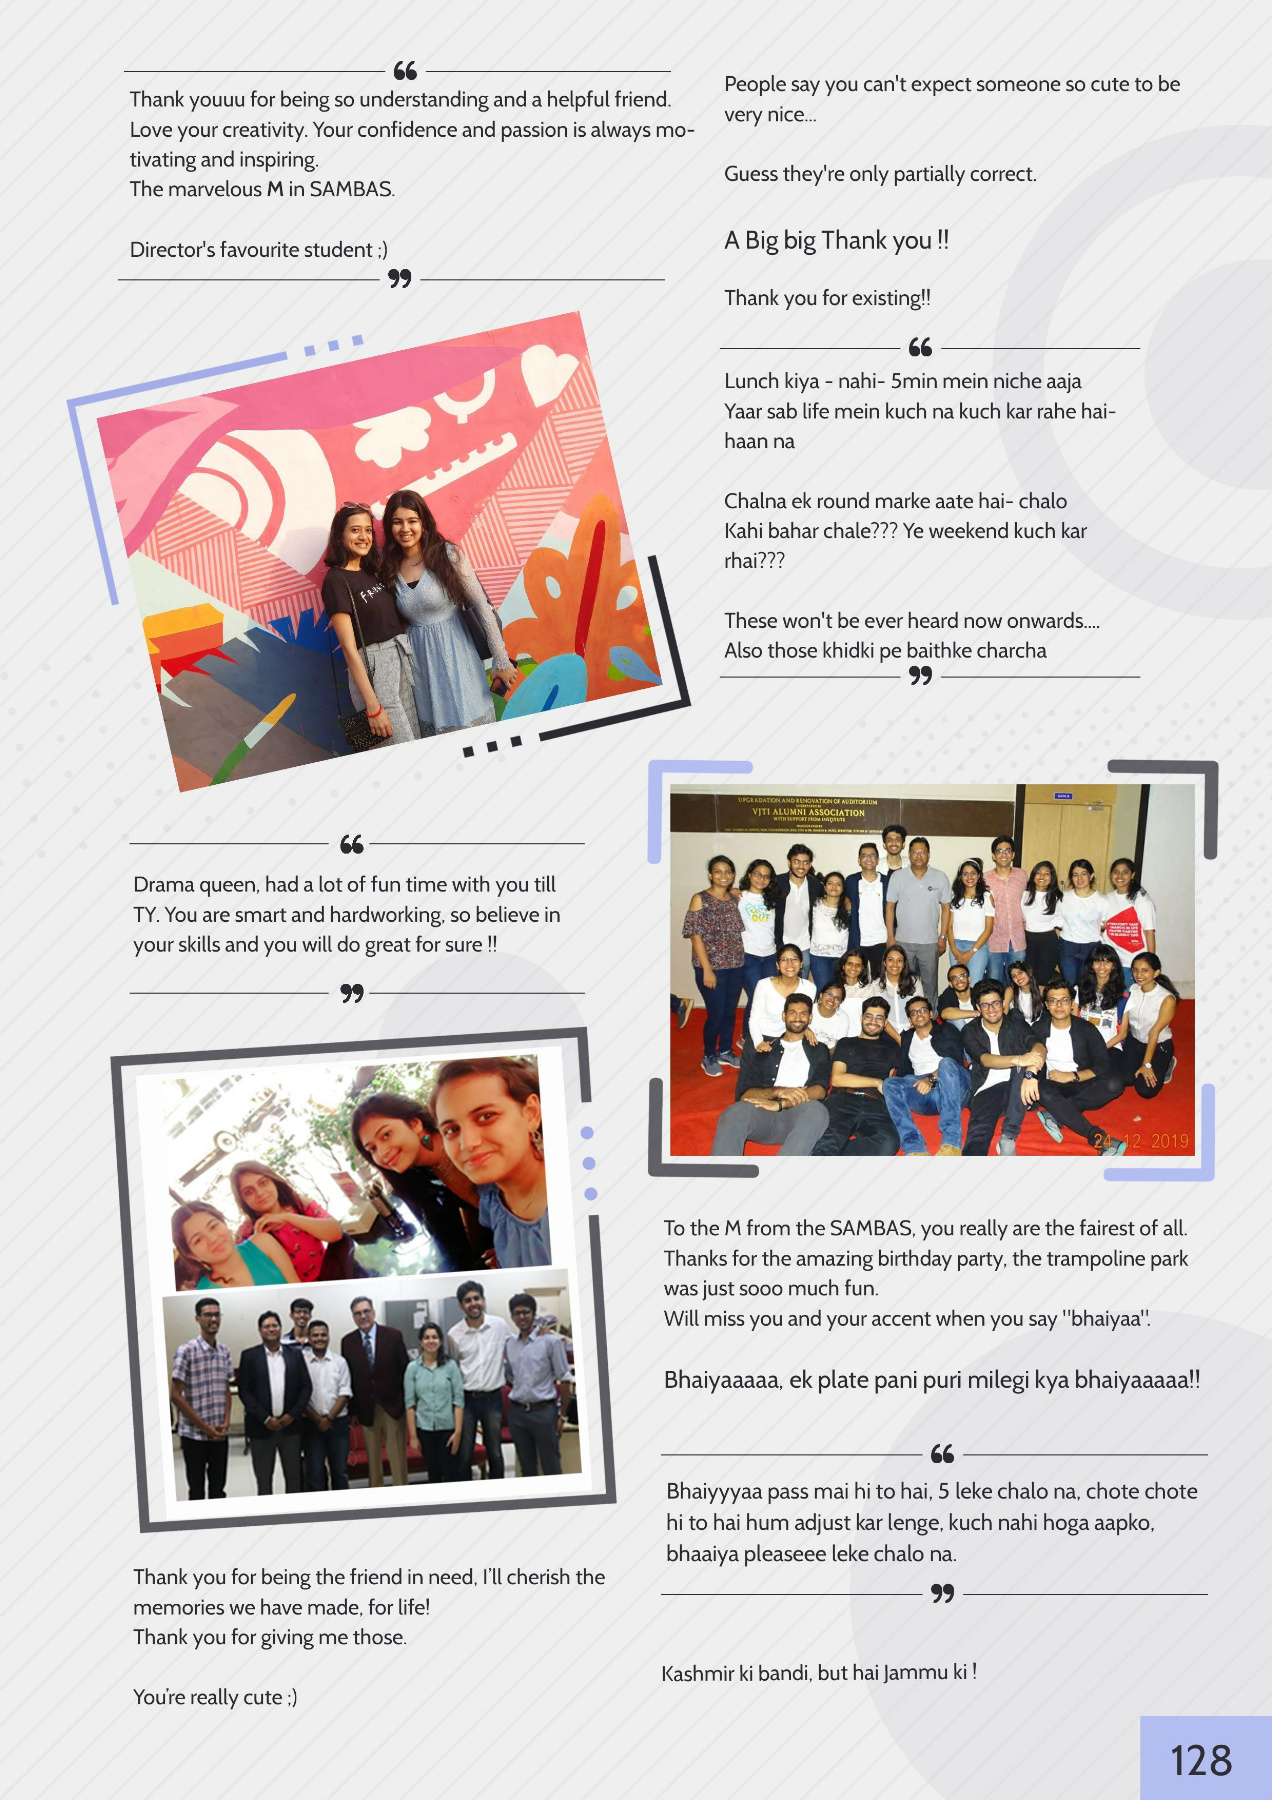 Thank youuu for being so understanding and a helpful friend.
Love your creativity. Your confidence and passion is always mo-
tivating and inspiring.
The marvelous M in SAMBAS.
Director's favourite student ;)
Drama queen, had a lot of fun time with you till
TY. You are smart and hardworking, so believe in
your skills and you will do great for sure !!
Thank you for being the friend in need, I'll cherish the
memories we have made, for life!
Thank you for giving me those.
You're really cute ;)
People say you can't expect someone so cute to be
very nice...
Guess they're only partially correct.
A Big big Thank you !!
Thank you for existing!!
Lunch kiya - nahi- 5min mein niche aaja
Yaar sab life mein kuch na kuch kar rahe hai-
haan na
Chalna ek round marke aate hai- chalo
Kahi bahar chale??? Ye weekend kuch kar
rhai???
These won't be ever heard now onwards....
Also those khidki pe baithke charcha
UPGRADATION AND RENOVATION OF AUDITORIUM
VJTI ALUMNI ASSOCIATION
WITH SUPPORT FROM INSTITUTE
24 12 2019
To the M from the SAMBAS, you really are the fairest of all.
Thanks for the amazing birthday party, the trampoline park
was just sooo much fun.
Will miss you and your accent when you say "bhaiyaa".
Bhaiyaaaaa, ek plate pani puri milegi kya bhaiyaaaaa!!
Bhaiyyyaa pass mai hi to hai, 5 leke chalo na, chote chote
hi to hai hum adjust kar lenge, kuch nahi hoga aapko,
bhaaiya pleaseee leke chalo na.
Kashmir ki bandi, but hai Jammu ki !
128